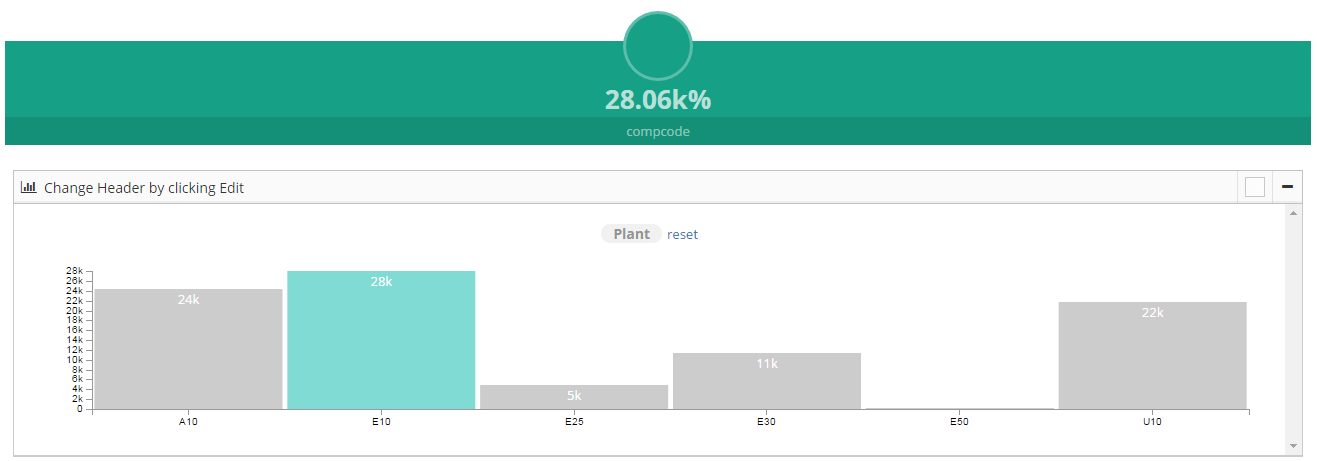 28.06k%
compcode
Change Header by clicking Edit
Plant reset
28k
26k
24k
22k
20k
18k
16k
14k
12k
10k
8k
6k
4k
2k
0
24k
28k
5k
11k
22k
A10 E10 E25 E30 E50 U10